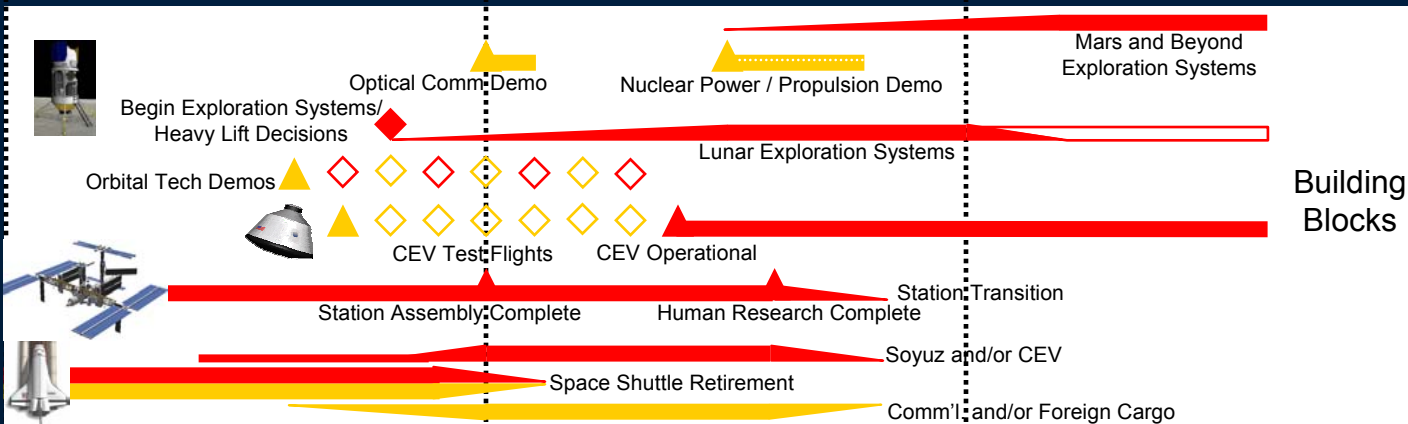 Mars and Beyond
Exploration Systems
Optical Comm Demo
Nuclear Power / Propulsion Demo
Begin Exploration Systems/
Heavy Lift Decisions
Lunar Exploration Systems
Orbital Tech Demos
Building
Blocks
CEV Test Flights
CEV Operational
Station Transition
Station Assembly Complete
Human Research Complete
Soyuz and/or CEV
Space Shuttle Retirement
Comm'l. and/or Foreign Cargo